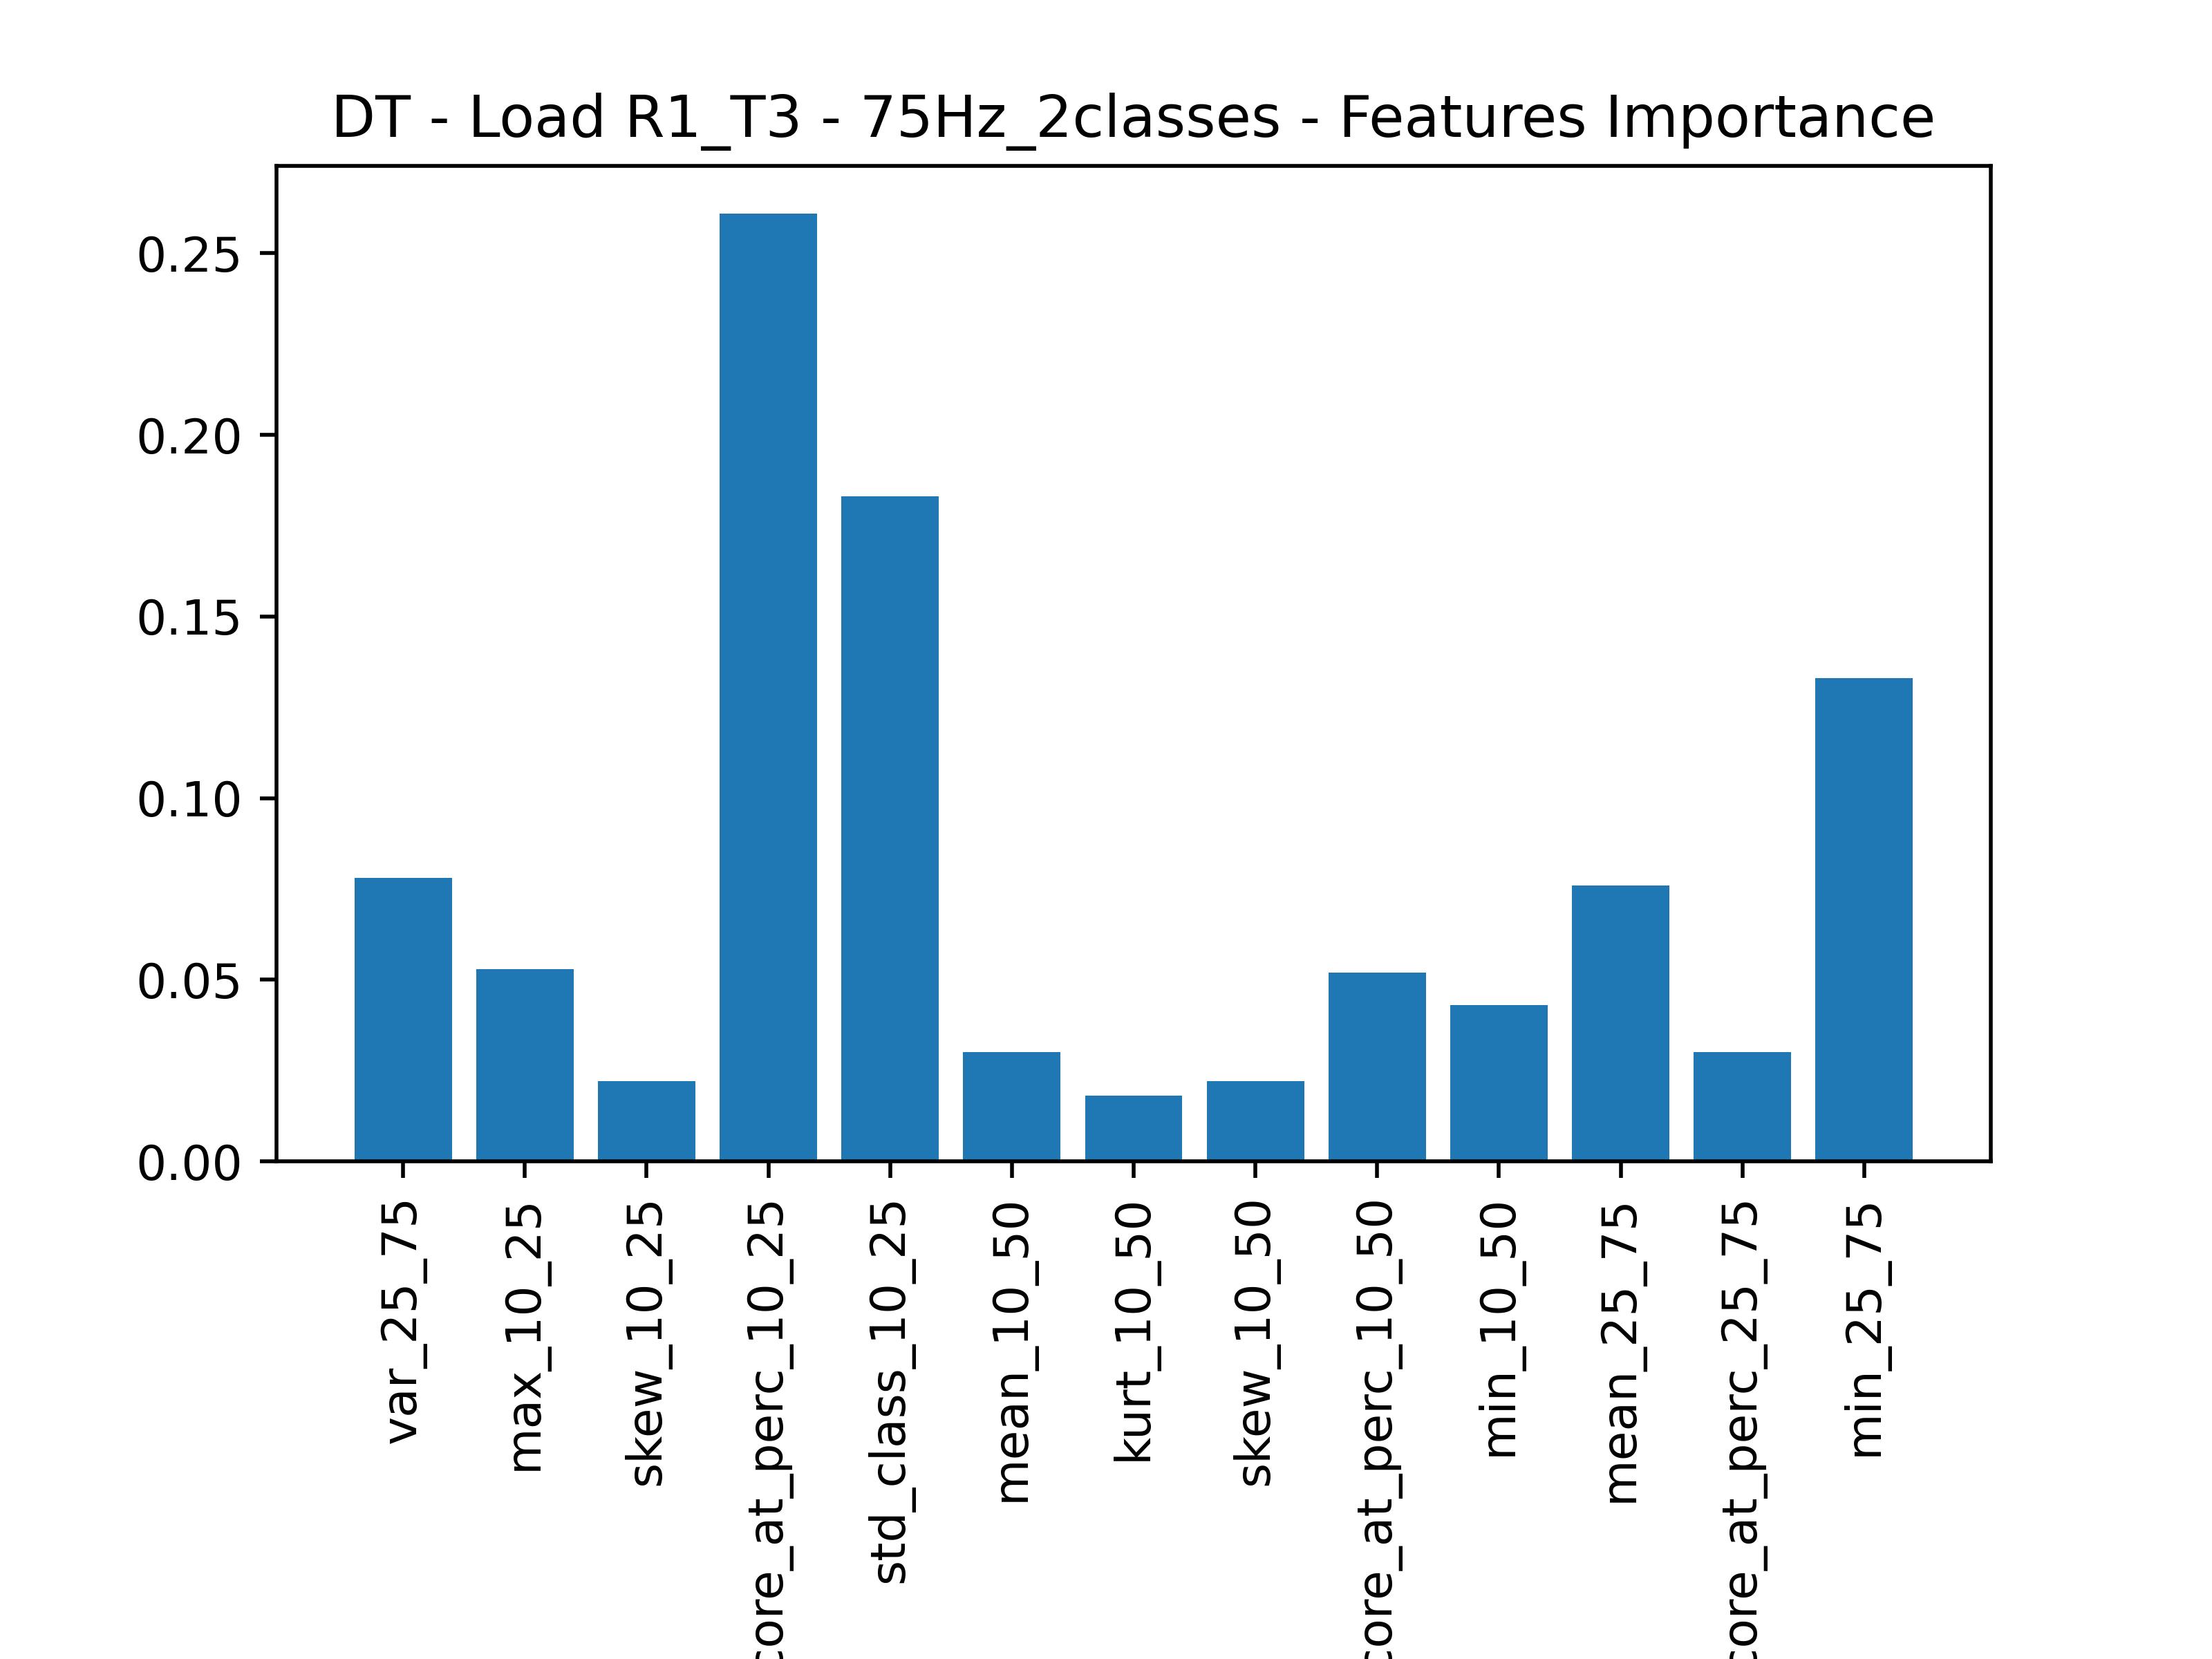 DT - Load R1_T3 - 75Hz_2classes - Features Importance
0.25
0.20
0.15
0.10
0.05
0.00
var_25_75
max_10_25
skew_10_25
core_at_perc_10_25
std_class_10_25
mean_10_50
kurt_10_50
skew_10_50
core_at_perc_10_50
min_10_50
mean_25_75
core_at_perc_25_75
min_25_75